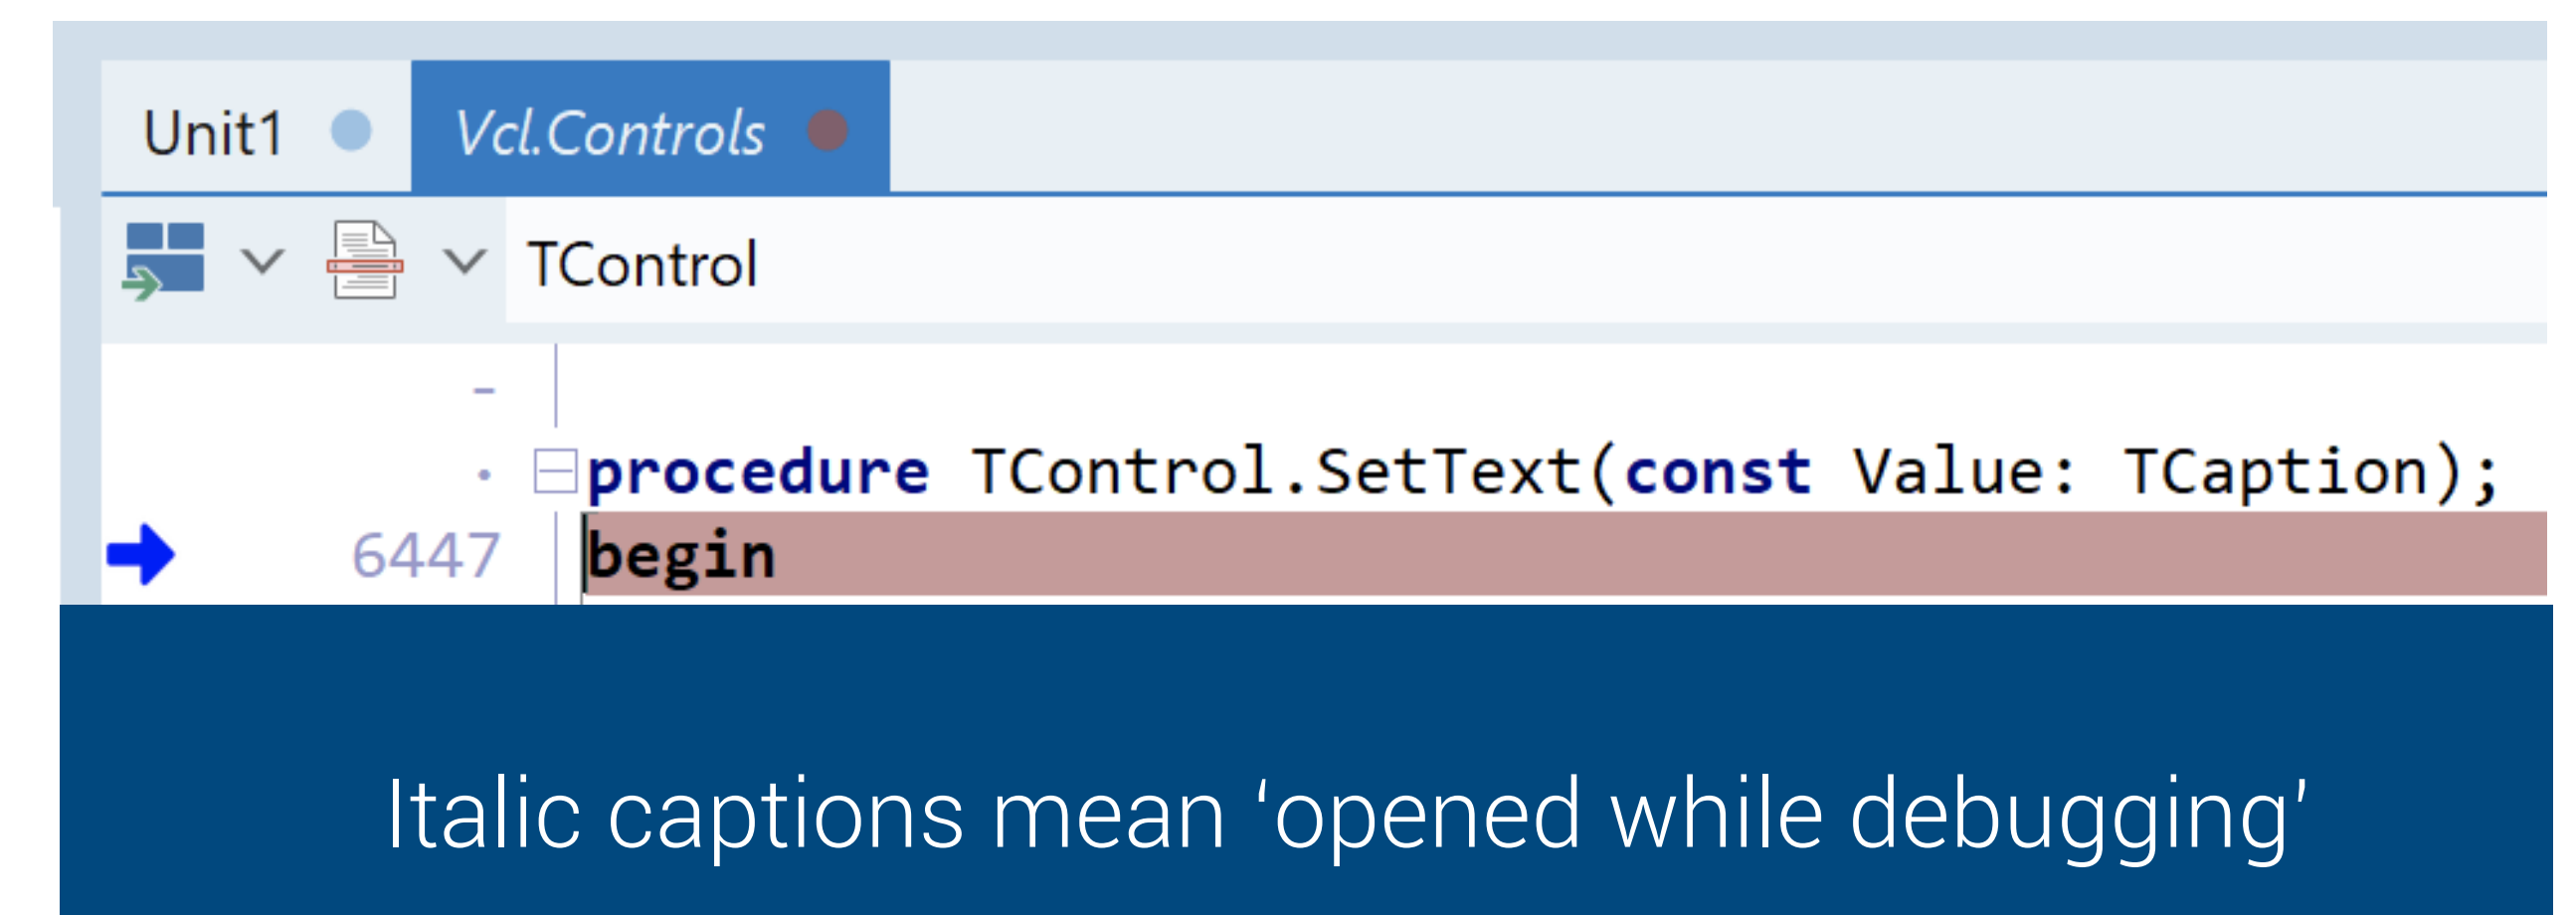 Unit1 Vcl.Controls
TControl
procedure TControl.SetText(const Value: TCaption);
6447 begin
Italic captions mean ‘opened while debugging’